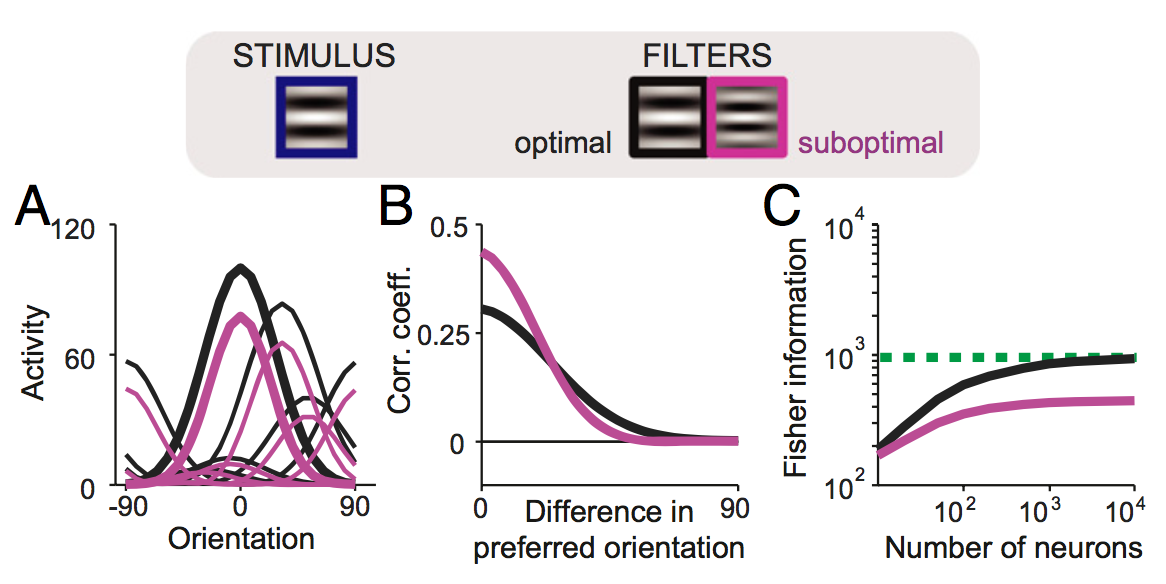 STIMULUS
FILTERS
optimal
suboptimal
A
120
60
0
Activity
-90
0
90
Orientation
B
0.5
0.25
0
Corr. coeff.
0
90
Difference in
preferred orientation
C
10^4
10^3
10^2
Fisher information
10^2
10^3
10^4
Number of neurons